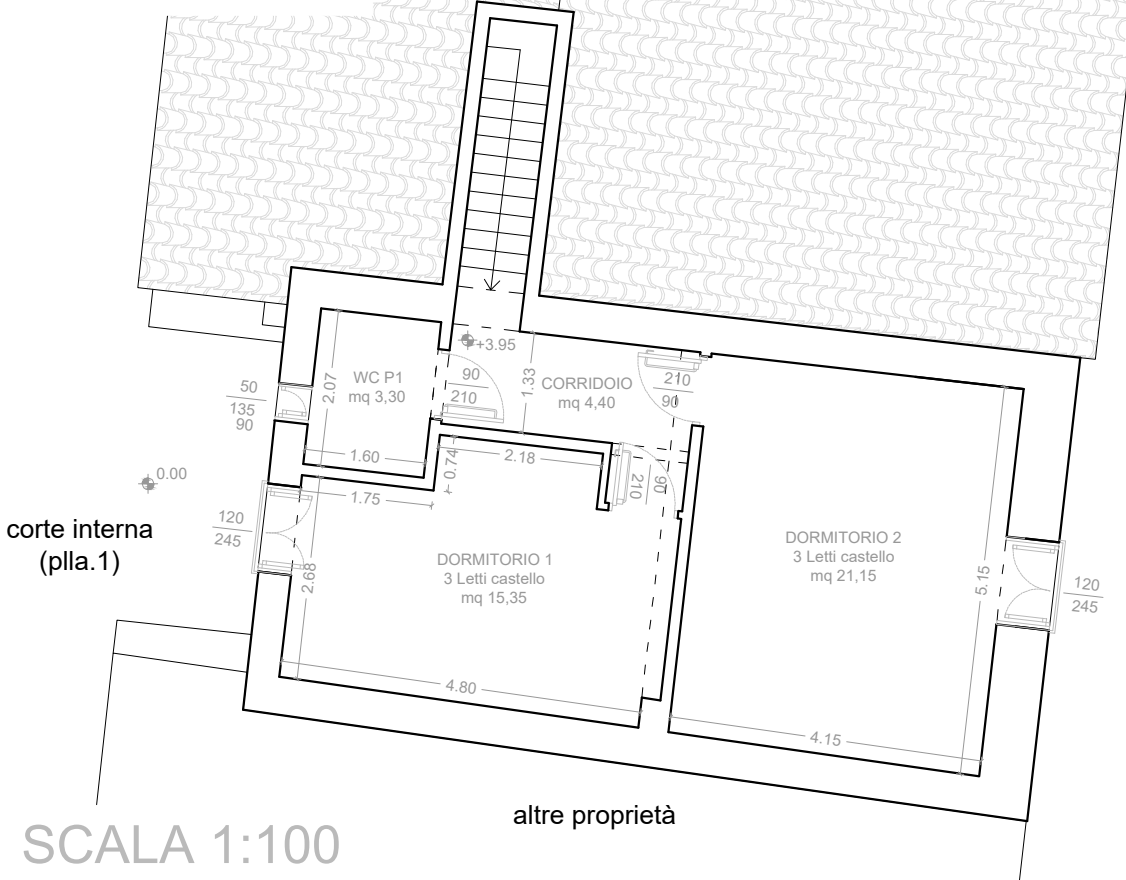 +3.95
WC P1
mq 3,30
2.07
90
210
1.33
CORRIDOIO
mq 4,40
210
90
50
135
90
1.60
0.74
2.18
90
210
1.75
0.00
corte interna
(plla.1)
120
245
2.68
DORMITORIO 1
3 Letti castello
mq 15,35
DORMITORIO 2
3 Letti castello
mq 21,15
5.15
120
245
4.80
4.15
altre proprietà
SCALA 1:100